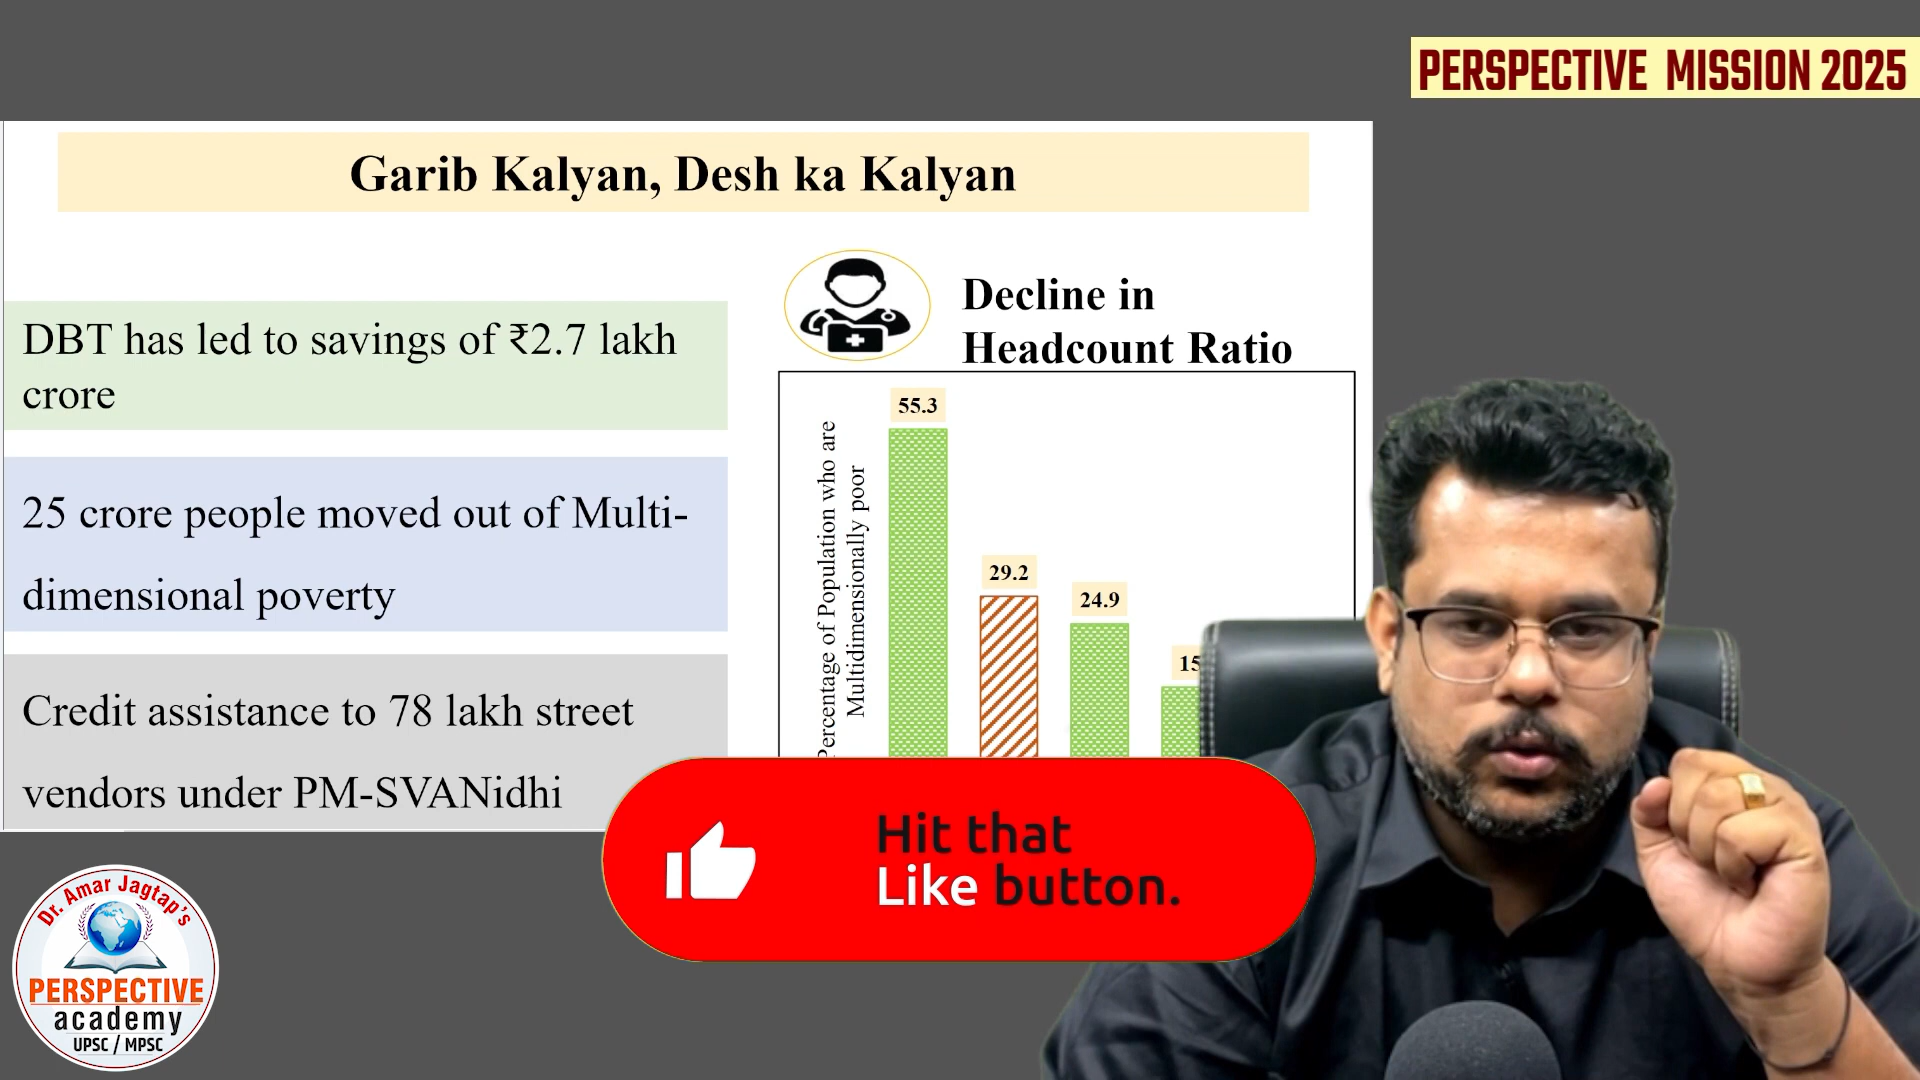 PERSPECTIVE MISSION 2025
Garib Kalyan, Desh ka Kalyan
DBT has led to savings of ₹2.7 lakh
crore
25 crore people moved out of Multi-
dimensional poverty
Credit assistance to 78 lakh street
vendors under PM-SVANidhi
Decline in
Headcount Ratio
Percentage of Population who are
Multidimensionally poor
55.3
29.2
24.9
15
Hit that
Like button.
Dr. Amar Jagtap's
PERSPECTIVE
academy
UPSC / MPSC